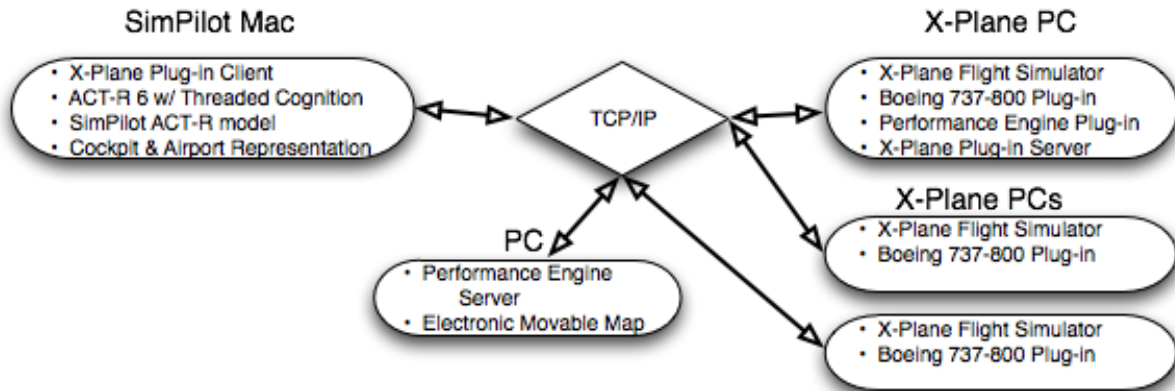 SimPilot Mac
• X-Plane Plug-in Client
• ACT-R 6 w/ Threaded Cognition
• SimPilot ACT-R model
• Cockpit & Airport Representation
TCP/IP
X-Plane PC
• X-Plane Flight Simulator
• Boeing 737-800 Plug-in
• Performance Engine Plug-in
• X-Plane Plug-in Server
X-Plane PCs
• X-Plane Flight Simulator
• Boeing 737-800 Plug-in
PC
• Performance Engine
Server
• Electronic Movable Map
• X-Plane Flight Simulator
• Boeing 737-800 Plug-in